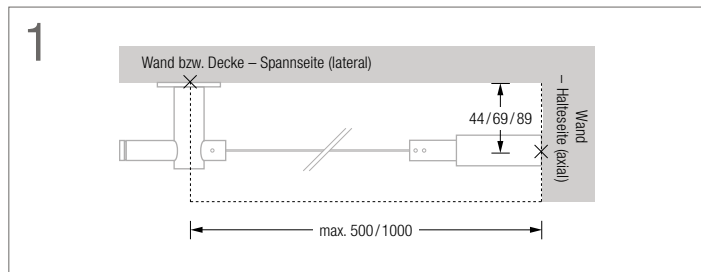 1
Wand bzw. Decke – Spannseite (lateral)
44/69/89
Wand
– Halteseite (axial)
max. 500/1000